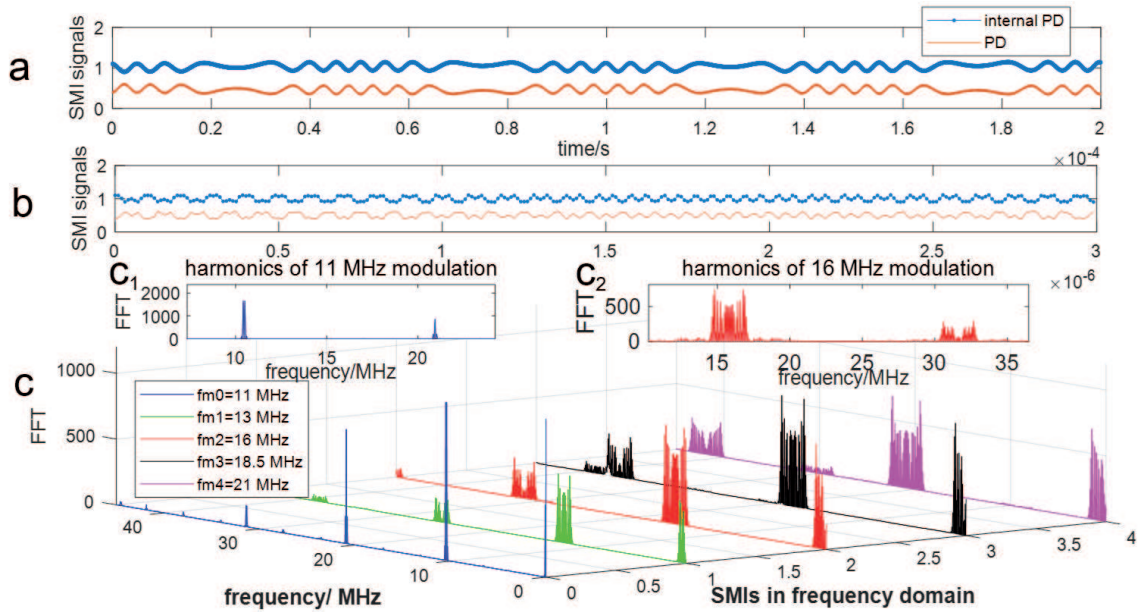 a
SMI signals
2
1
0
internal PD
PD
0 0.2 0.4 0.6 0.8 1 1.2 1.4 1.6 1.8 2
time/s
×10-4
b
SMI signals
2
1
0
0 0.5 1 1.5 2 2.5 3
×10-6
c1
harmonics of 11 MHz modulation
FFT
2000
1000
0
10 15 20
frequency/MHz
harmonics of 16 MHz modulation
FFT2
500
0
15 20 25 30 35
frequency/MHz
c
FFT
1000
500
0
fm0=11 MHz
fm1=13 MHz
fm2=16 MHz
fm3=18.5 MHz
fm4=21 MHz
40 30 20 10 0
frequency/ MHz
0 0.5 1 1.5 2 2.5 3 3.5 4
SMIs in frequency domain